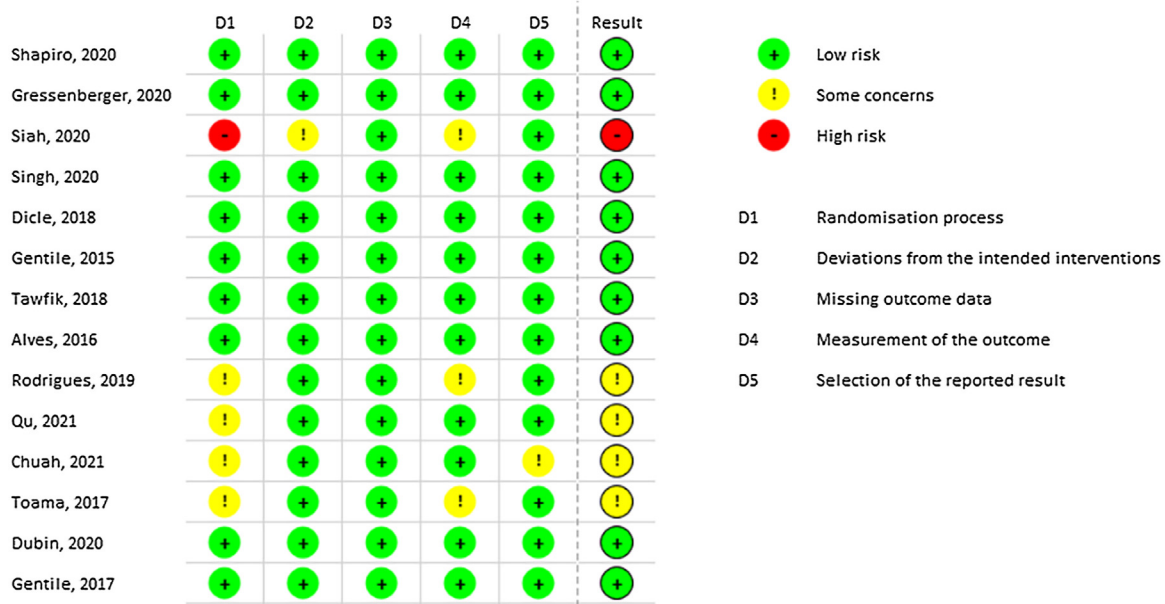 D1 D2 D3 D4 D5 Result
Shapiro, 2020 + + + + + +
Gressenberger, 2020 + + + + + +
Siah, 2020 - ! + ! + -
Singh, 2020 + + + + + +
Dicle, 2018 + + + + + +
Gentile, 2015 + + + + + +
Tawfik, 2018 + + + + + +
Alves, 2016 + + + + + +
Rodrigues, 2019 ! + + ! + !
Qu, 2021 ! + + + + !
Chuah, 2021 ! + + + ! !
Toama, 2017 ! + + ! + !
Dubin, 2020 + + + + + +
Gentile, 2017 + + + + + +
+ Low risk
! Some concerns
- High risk
D1 Randomisation process
D2 Deviations from the intended interventions
D3 Missing outcome data
D4 Measurement of the outcome
D5 Selection of the reported result